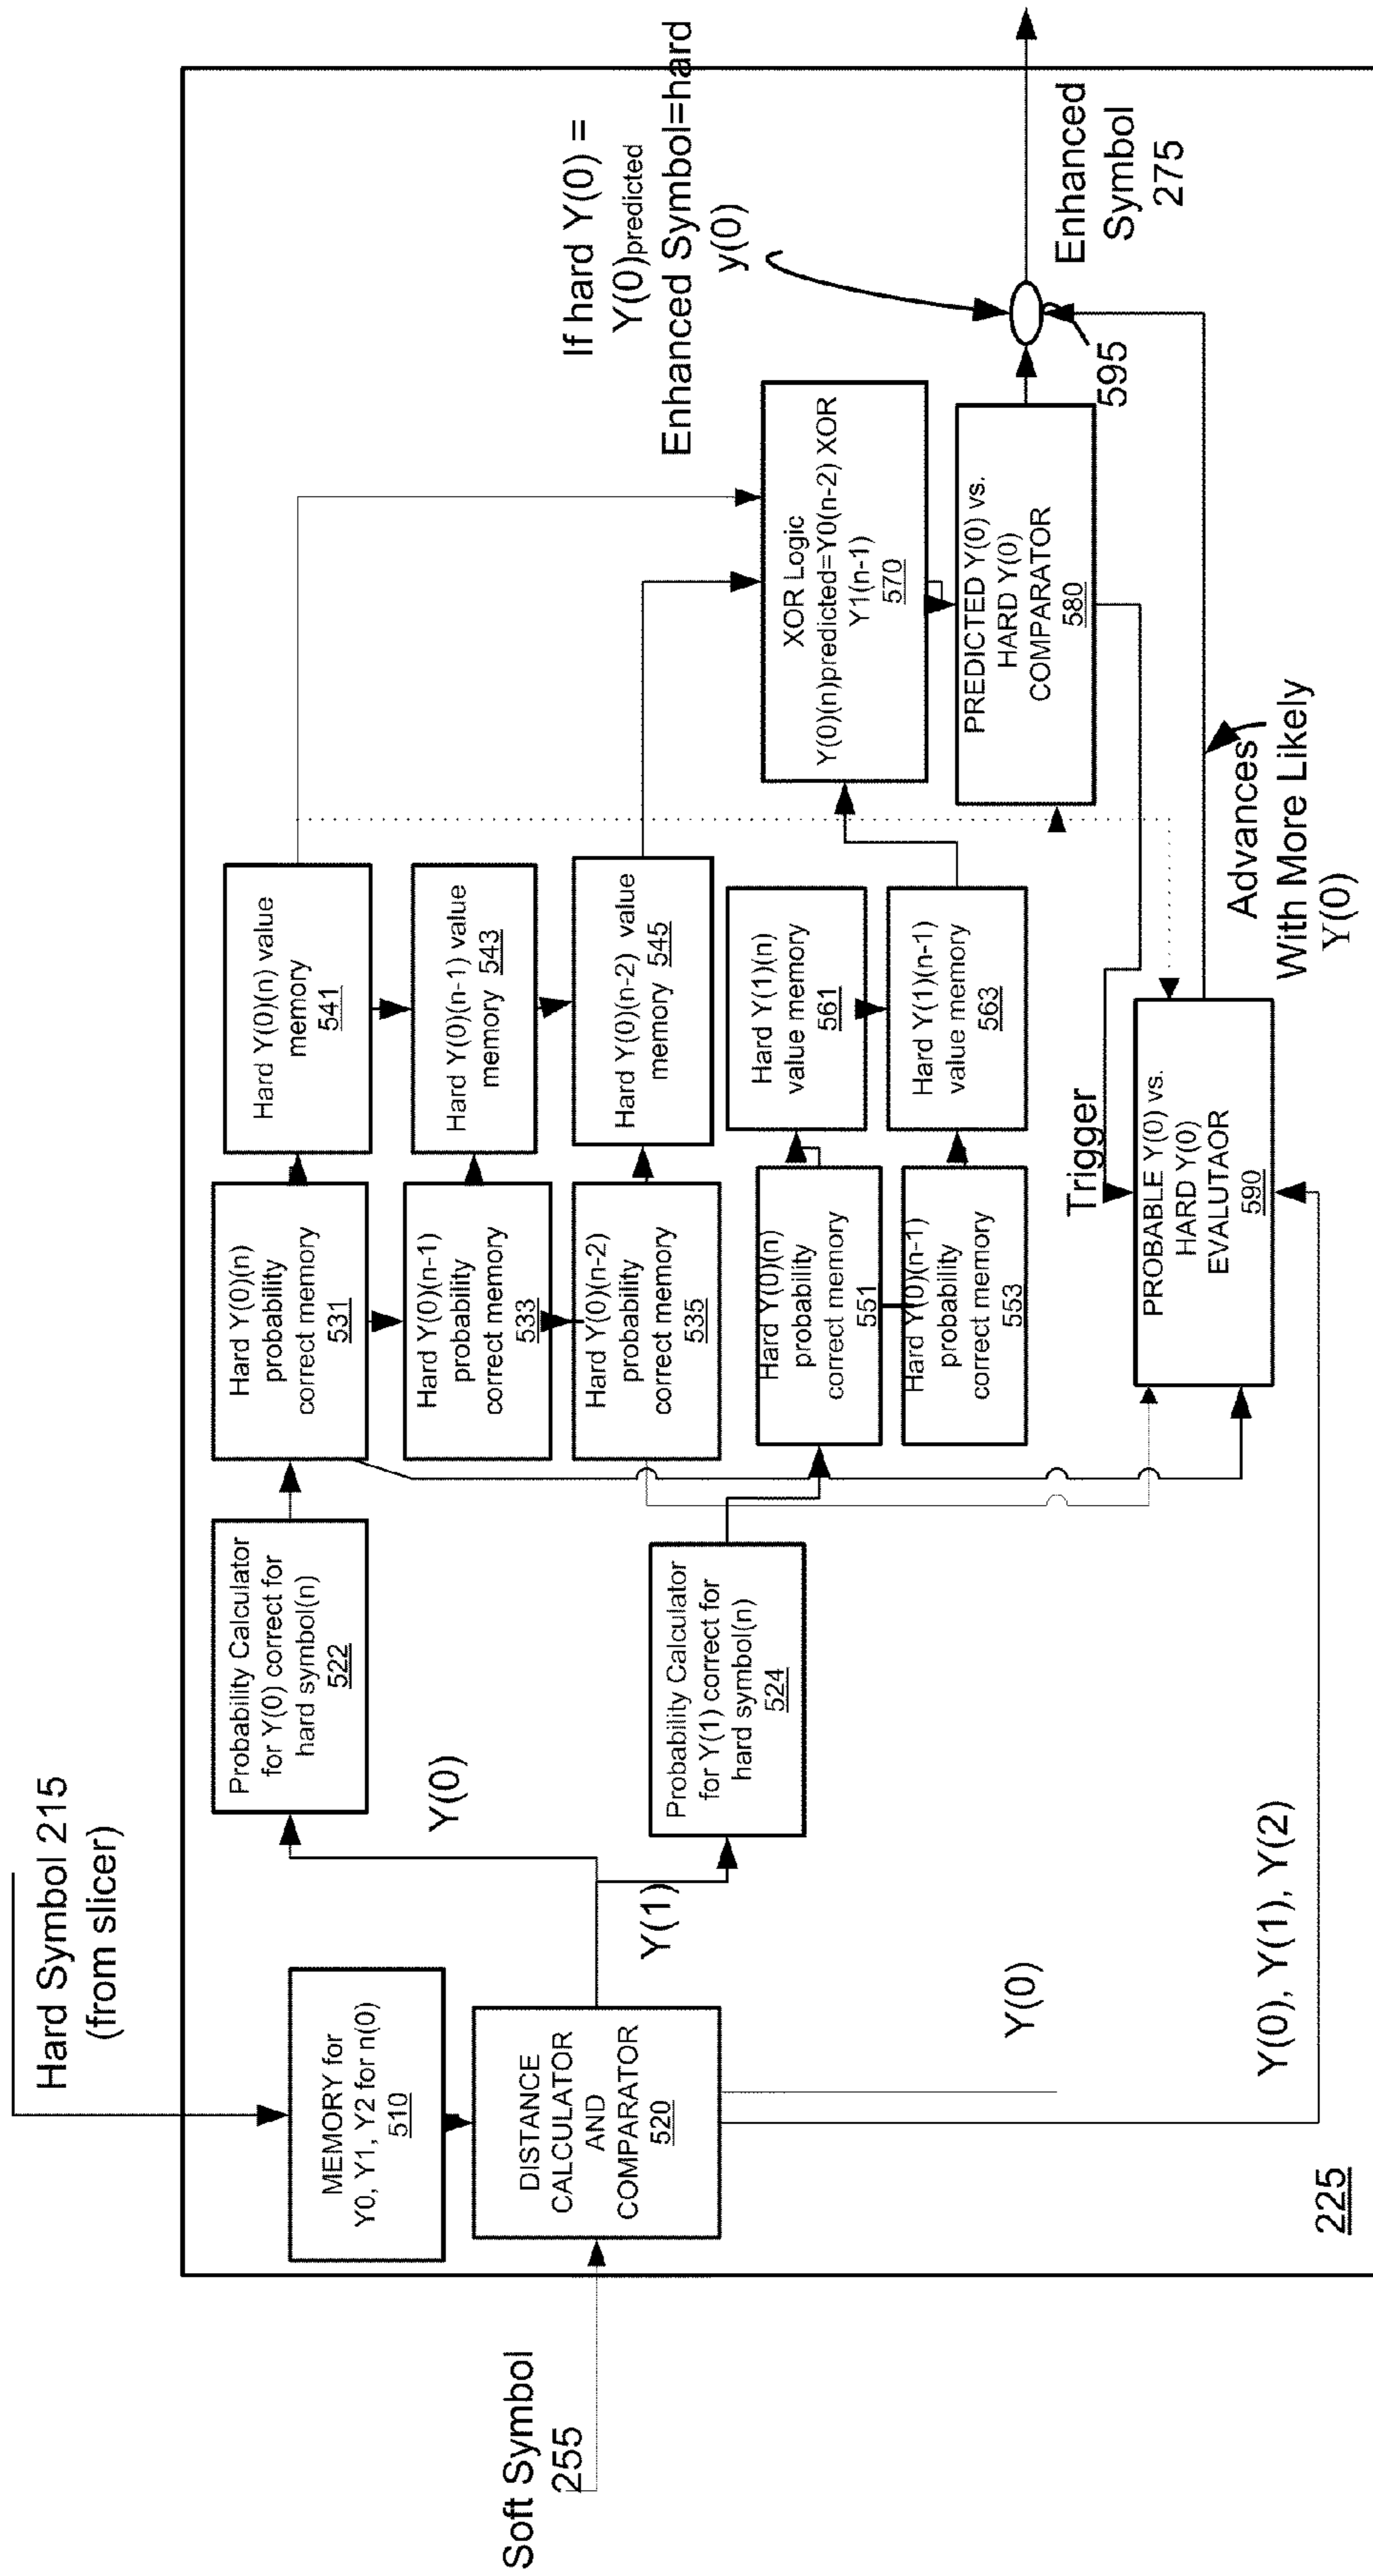 Hard Symbol 215
(from slicer)
Soft Symbol
255
MEMORY for
Y0, Y1, Y2 for n(0)
510
DISTANCE
CALCULATOR
AND
COMPARATOR
520
Y(0)
Y(1)
Y(0)
Y(0), Y(1), Y(2)
225
Probability Calculator
for Y(0) correct for
hard symbol(n)
522
Probability Calculator
for Y(1) correct for
hard symbol(n)
524
Hard Y(0)(n)
probability
correct memory
531
Hard Y(0)(n-1)
probability
correct memory
533
Hard Y(0)(n-2)
probability
correct memory
535
Hard Y(0)(n)
probability
correct memory
551
Hard Y(0)(n-1)
probability
correct memory
553
Hard Y(0)(n) value
memory
541
Hard Y(0)(n-1) value
memory 543
Hard Y(0)(n-2) value
memory 545
Hard Y(1)(n)
value memory
561
Hard Y(1)(n-1)
value memory
563
Trigger
PROBABLE Y(0) vs.
HARD Y(0)
EVALUTAOR
590
Advances
With More Likely
Y(0)
XOR Logic
Y(0)(n)predicted=Y0(n-2) XOR
Y1(n-1)
570
PREDICTED Y(0) vs.
HARD Y(0)
COMPARATOR
580
If hard Y(0) =
Y(0)predicted
Enhanced Symbol=hard
y(0)
595
Enhanced
Symbol
275